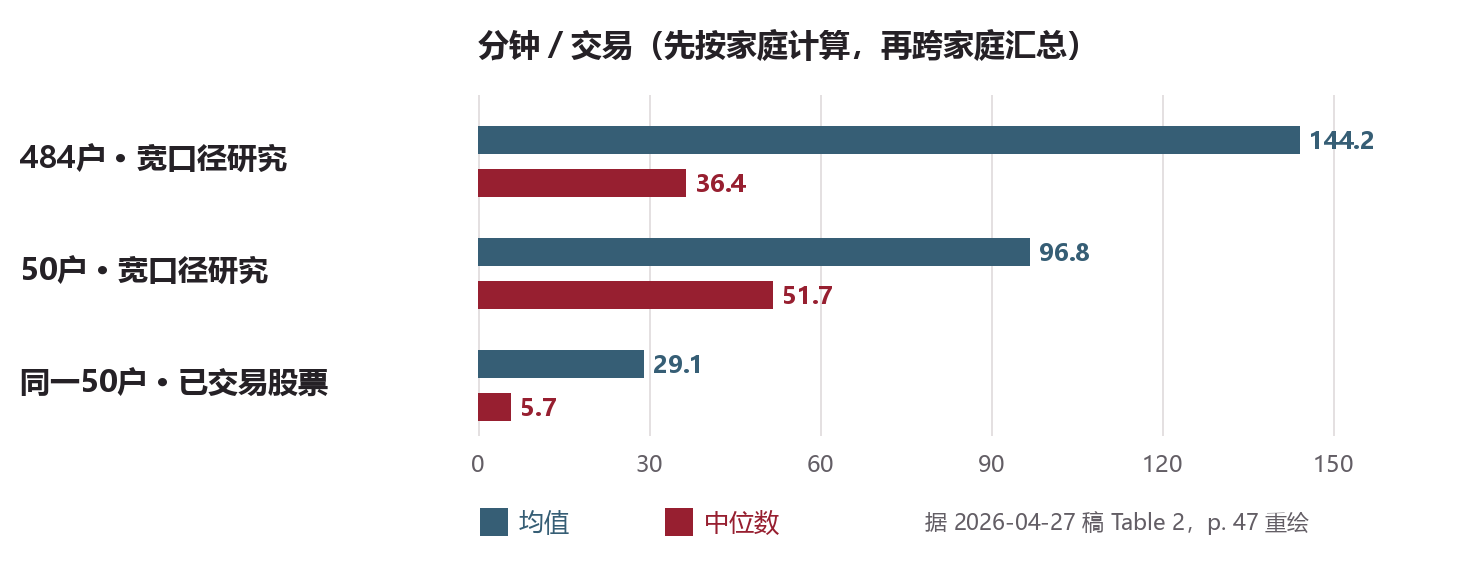 分钟 / 交易（先按家庭计算，再跨家庭汇总）
484户 • 宽口径研究
144.2
36.4
50户 • 宽口径研究
96.8
51.7
同一50户 • 已交易股票
29.1
5.7
0 30 60 90 120 150
均值 中位数 据 2026-04-27 稿 Table 2，p. 47 重绘